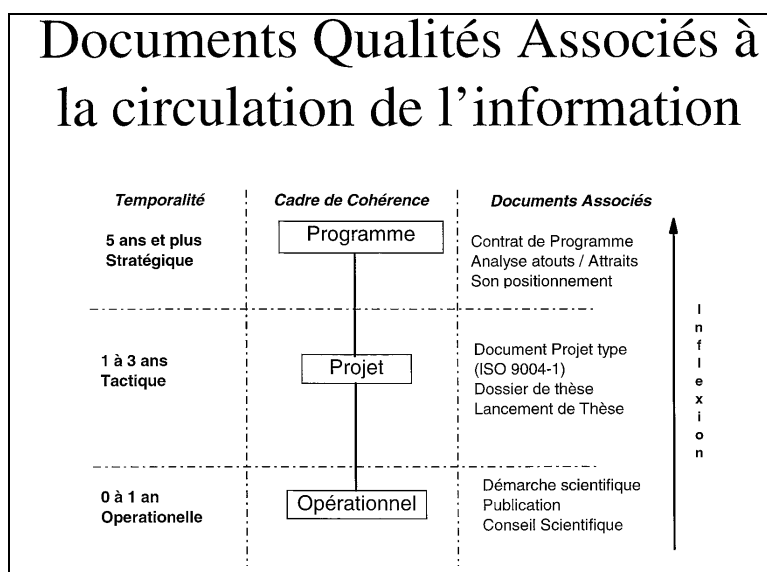 Documents Qualités Associés à
la circulation de l'information
Temporalité
Cadre de Cohérence
Documents Associés
5 ans et plus
Stratégique
Programme
Contrat de Programme
Analyse atouts / Attraits
Son positionnement
1 à 3 ans
Tactique
Projet
Document Projet type
(ISO 9004-1)
Dossier de thèse
Lancement de Thèse
0 à 1 an
Operationelle
Opérationnel
Démarche scientifique
Publication
Conseil Scientifique
Inflexion